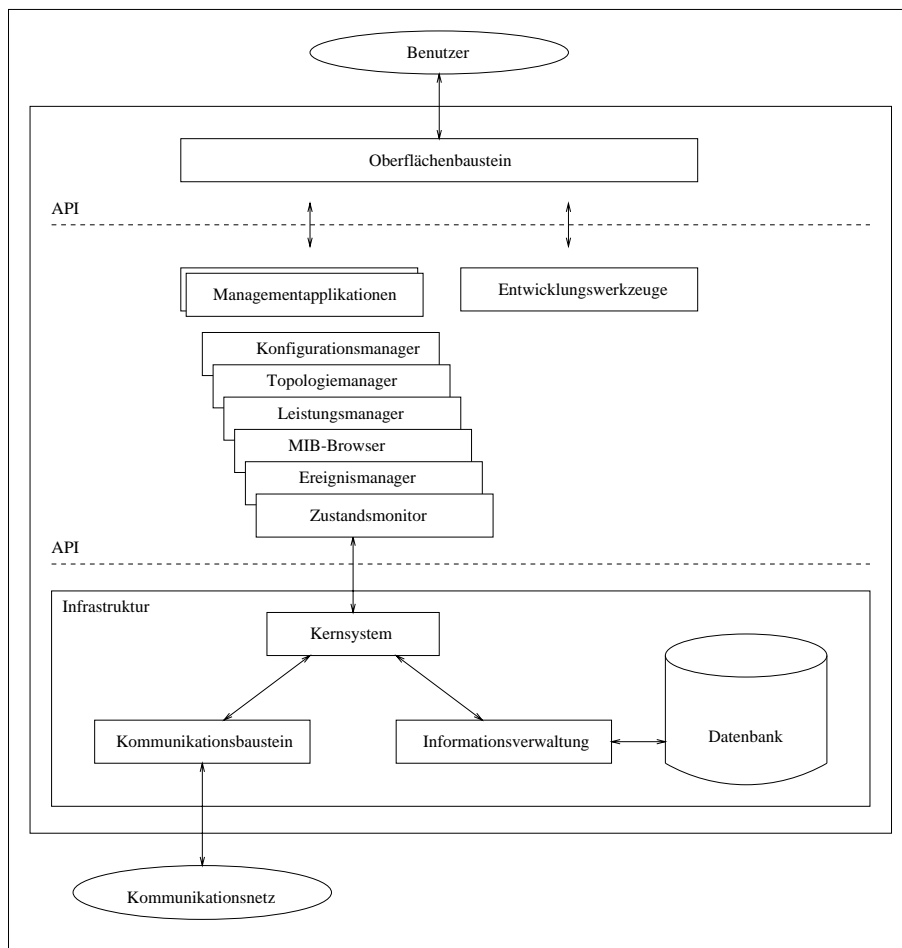 Benutzer
Oberflächenbaustein
API
Managementapplikationen
Entwicklungswerkzeuge
Konfigurationsmanager
Topologiemanager
Leistungsmanager
MIB-Browser
Ereignismanager
Zustandsmonitor
API
Infrastruktur
Kernsystem
Kommunikationsbaustein
Informationsverwaltung
Datenbank
Kommunikationsnetz